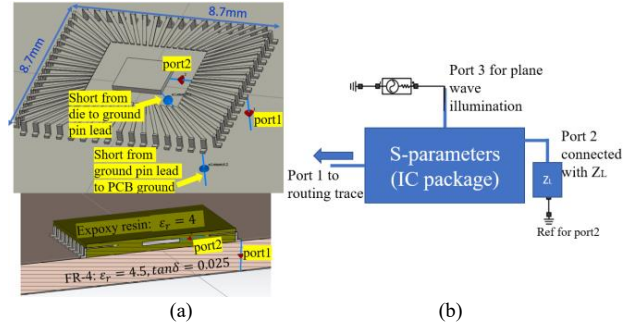 8.7mm
8.7mm
port2
Short from
die to ground
pin lead
port1
Short from
ground pin lead
to PCB ground
Expoxy resin: εr = 4
port2
port1
FR-4: εr = 4.5, tanδ = 0.025
(a)
Port 3 for plane
wave
illumination
S-parameters
(IC package)
Port 2
connected
with ZL
Port 1 to
routing trace
ZL
Ref for port2
(b)